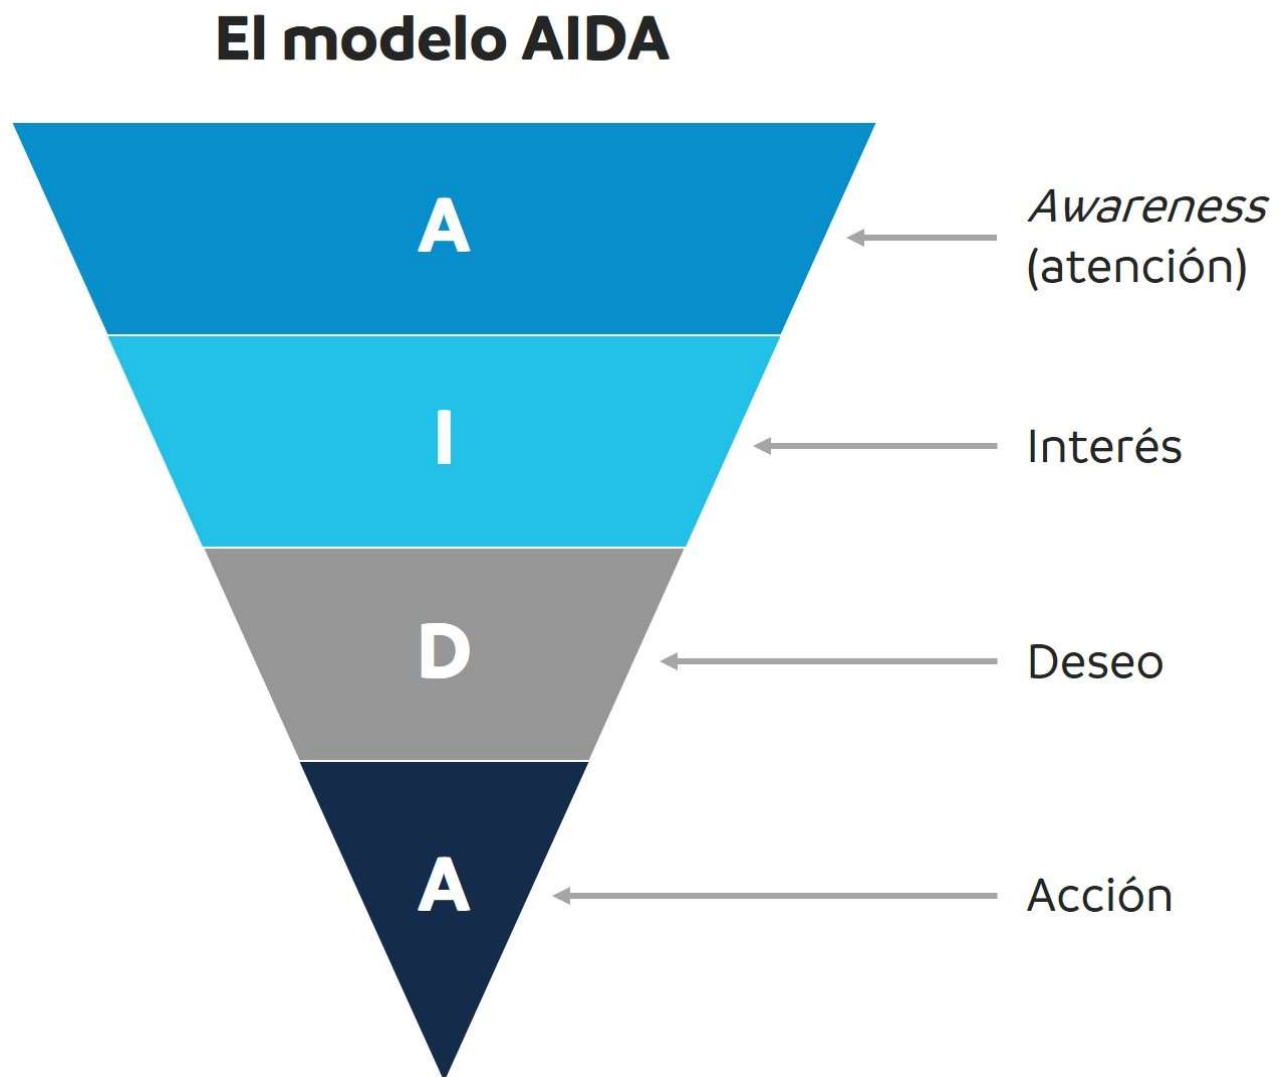 El modelo AIDA
A
Awareness
(atención)
I
Interés
D
Deseo
A
Acción